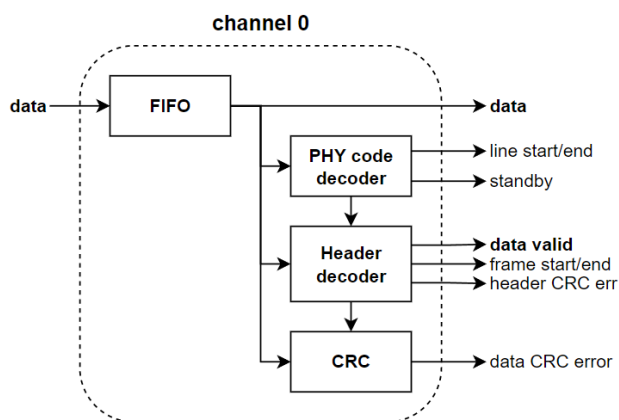 channel 0
data
FIFO
data
PHY code
decoder
line start/end
standby
Header
decoder
data valid
frame start/end
header CRC err
CRC
data CRC error